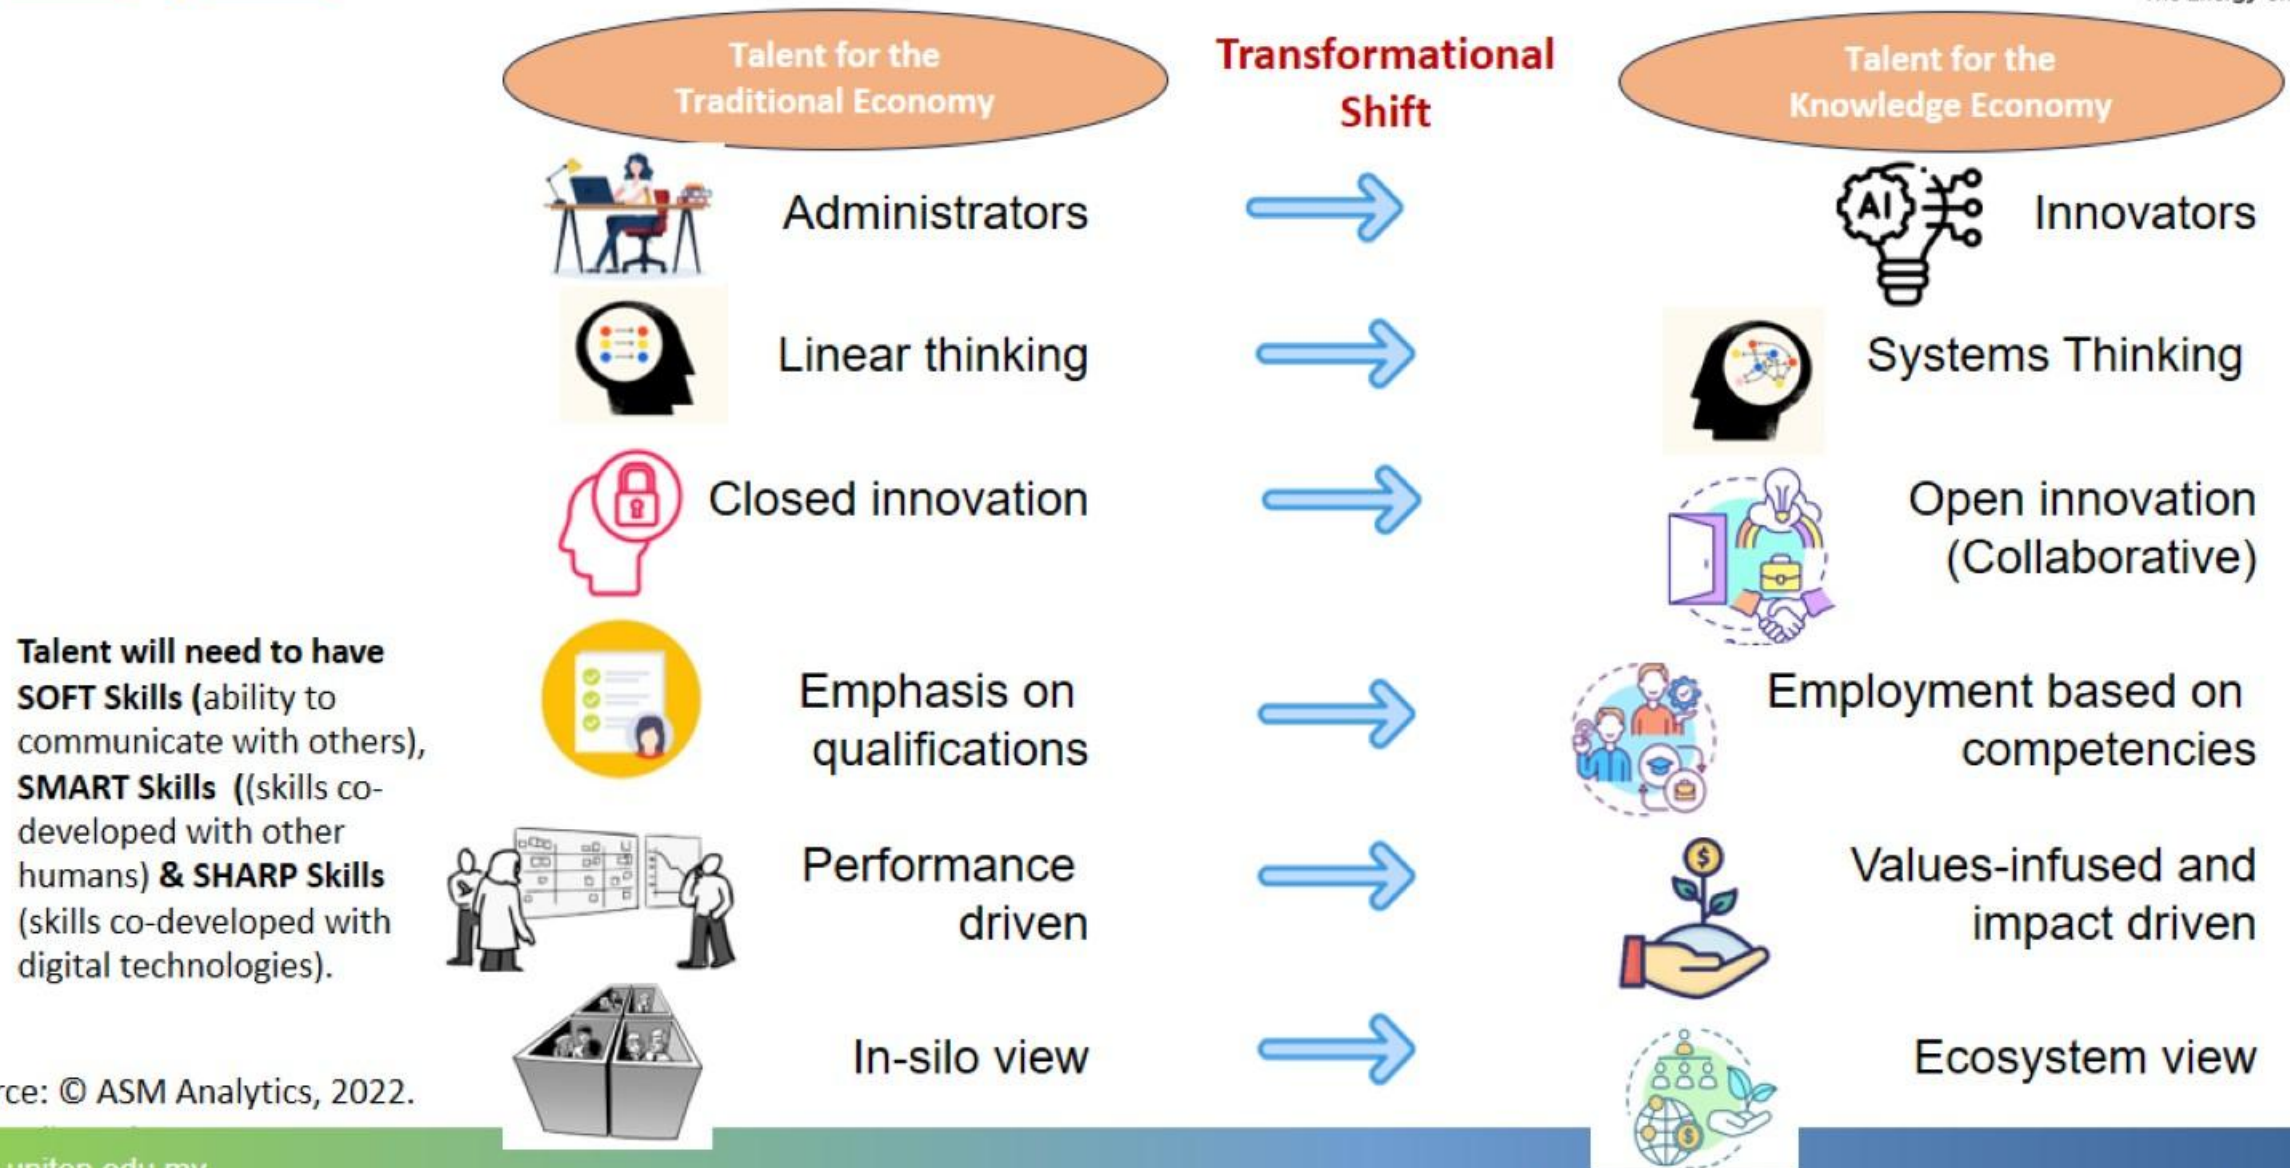 Talent for the
Traditional Economy
Transformational
Shift
Talent for the
Knowledge Economy
Administrators
AI
Innovators
Linear thinking
Systems Thinking
Closed innovation
Open innovation
(Collaborative)
Emphasis on
qualifications
Employment based on
competencies
Performance
driven
$
Values-infused and
impact driven
In-silo view
$
Ecosystem view
Talent will need to have
SOFT Skills (ability to
communicate with others),
SMART Skills ((skills co-
developed with other
humans) & SHARP Skills
(skills co-developed with
digital technologies).
rce: © ASM Analytics, 2022.